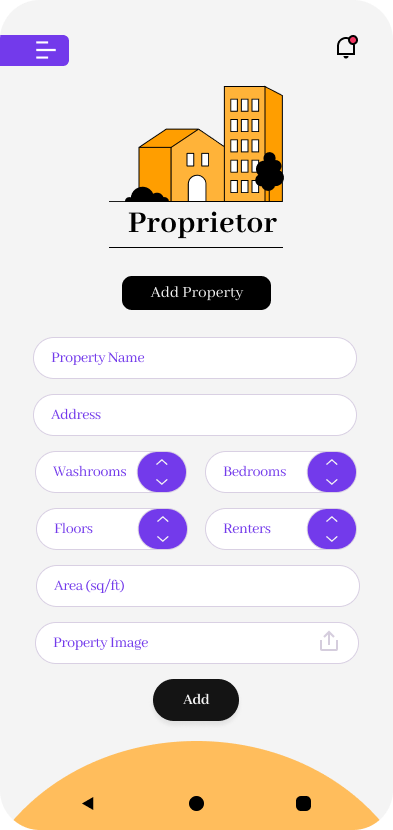 Proprietor
Add Property
Property Name
Address
Washrooms
Bedrooms
Floors
Renters
Area (sq/ft)
Property Image
Add